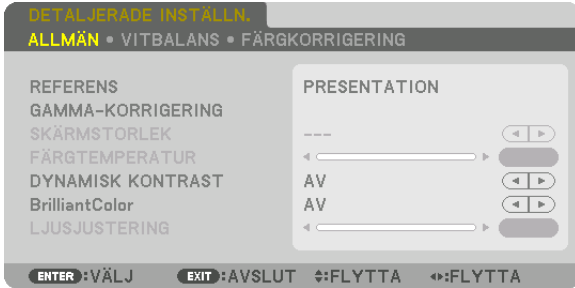 DETALJERADE INSTÄLLN.
ALLMÄN • VITBALANS • FÄRGKORRIGERING
REFERENS PRESENTATION
GAMMA-KORRIGERING
SKÄRMSTORLEK ---
FÄRGTEMPERATUR
DYNAMISK KONTRAST AV
BrilliantColor AV
LJUSJUSTERING
ENTER:VÄLJ EXIT:AVSLUT :FLYTTA :FLYTTA